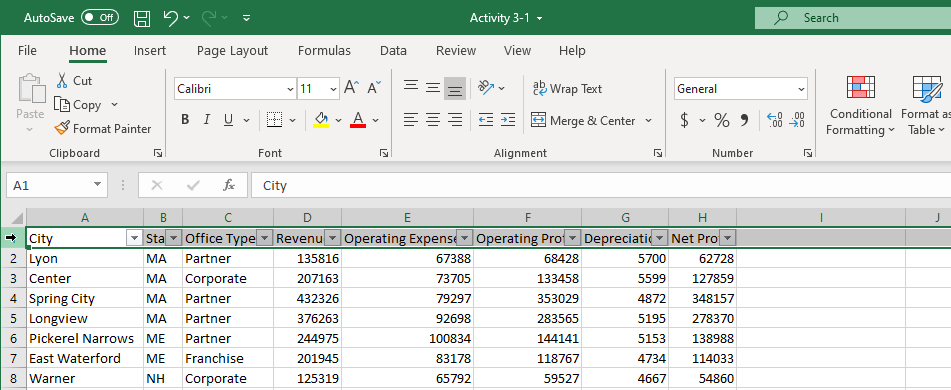 AutoSave Off Activity 3-1 Search
File Home Insert Page Layout Formulas Data Review View Help
Paste Cut Copy Format Painter
Calibri 11 A A
B I U A
ab Wrap Text
Merge & Center
General
$ % 9 .00 .00
Conditional Formatting Format as Table
Clipboard Font Alignment Number
A1 fx City
A B C D E F G H I J
City Sta Office Type Revenu Operating Expense Operating Prof Depreciatio Net Pro
2 Lyon MA Partner 135816 67388 68428 5700 62728
3 Center MA Corporate 207163 73705 133458 5599 127859
4 Spring City MA Partner 432326 79297 353029 4872 348157
5 Longview MA Partner 376263 92698 283565 5195 278370
6 Pickerel Narrows ME Partner 244975 100834 144141 5153 138988
7 East Waterford ME Franchise 201945 83178 118767 4734 114033
8 Warner NH Corporate 125319 65792 59527 4667 54860